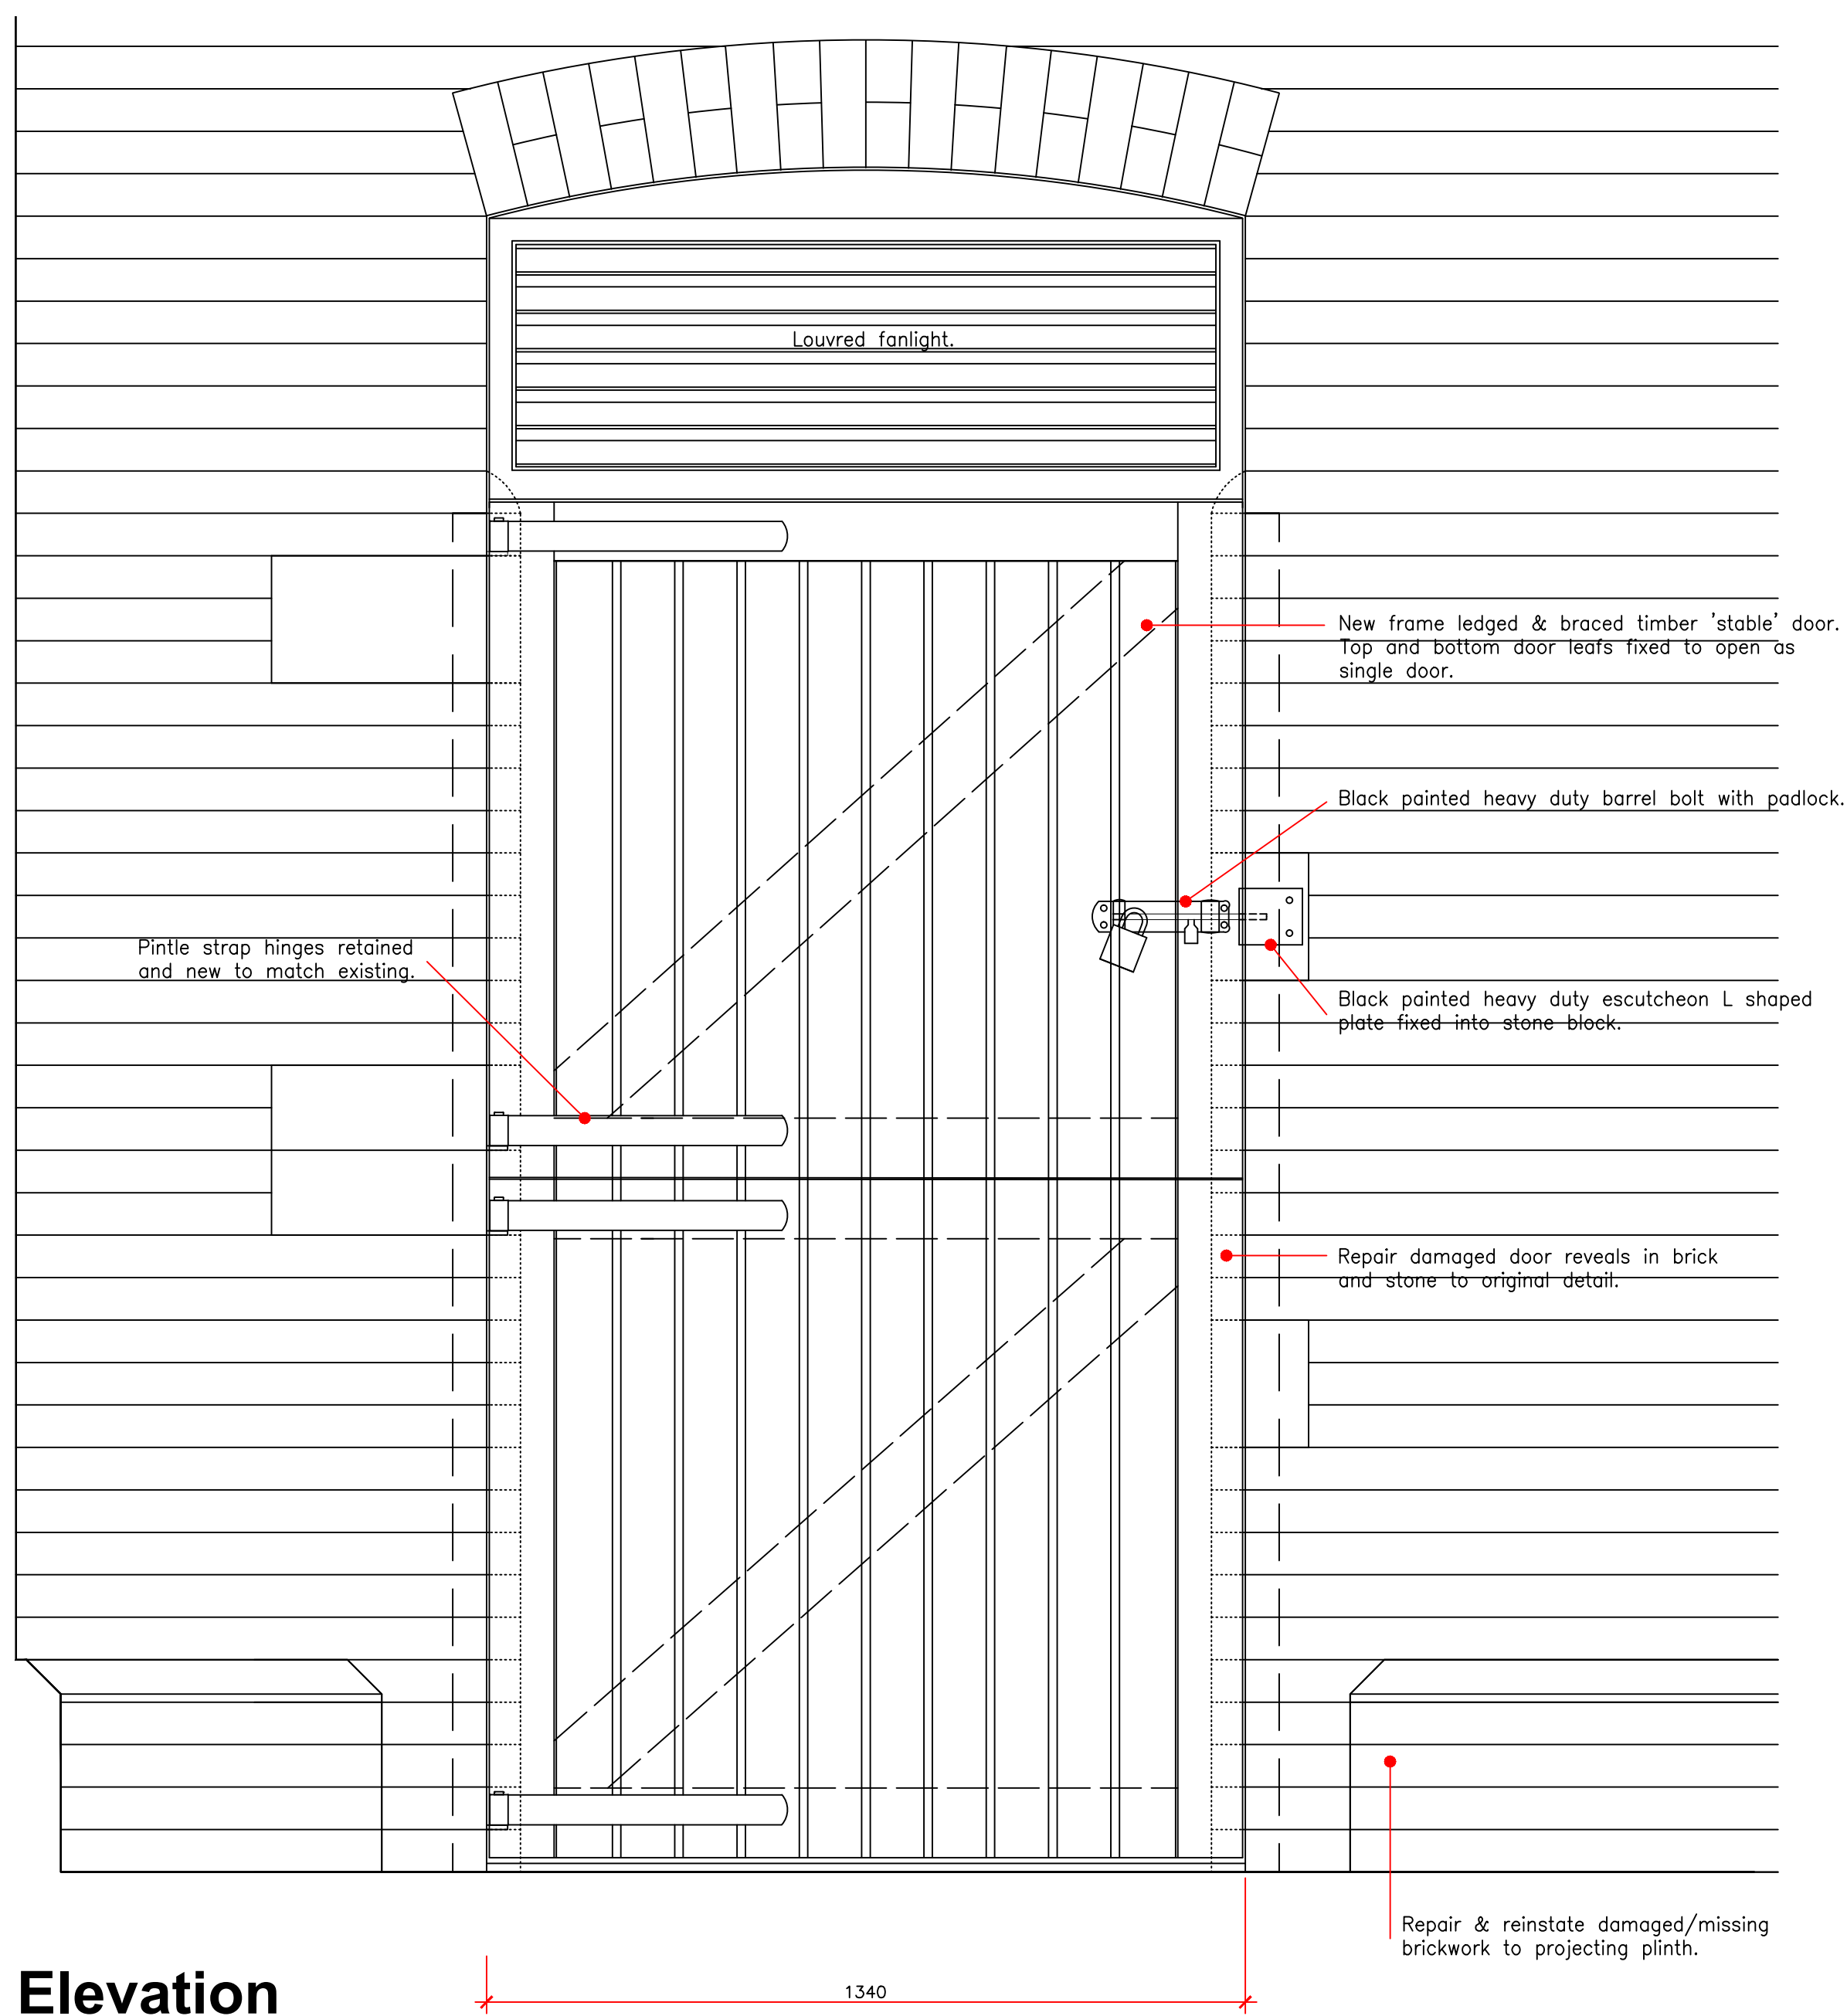 Louvred fanlight.
New frame ledged & braced timber 'stable' door.
Top and bottom door leafs fixed to open as
single door.
Black painted heavy duty barrel bolt with padlock.
Pintle strap hinges retained
and new to match existing.
Black painted heavy duty escutcheon L shaped
plate fixed into stone block.
Repair damaged door reveals in brick
and stone to original detail.
Repair & reinstate damaged/missing
brickwork to projecting plinth.
1340
Elevation